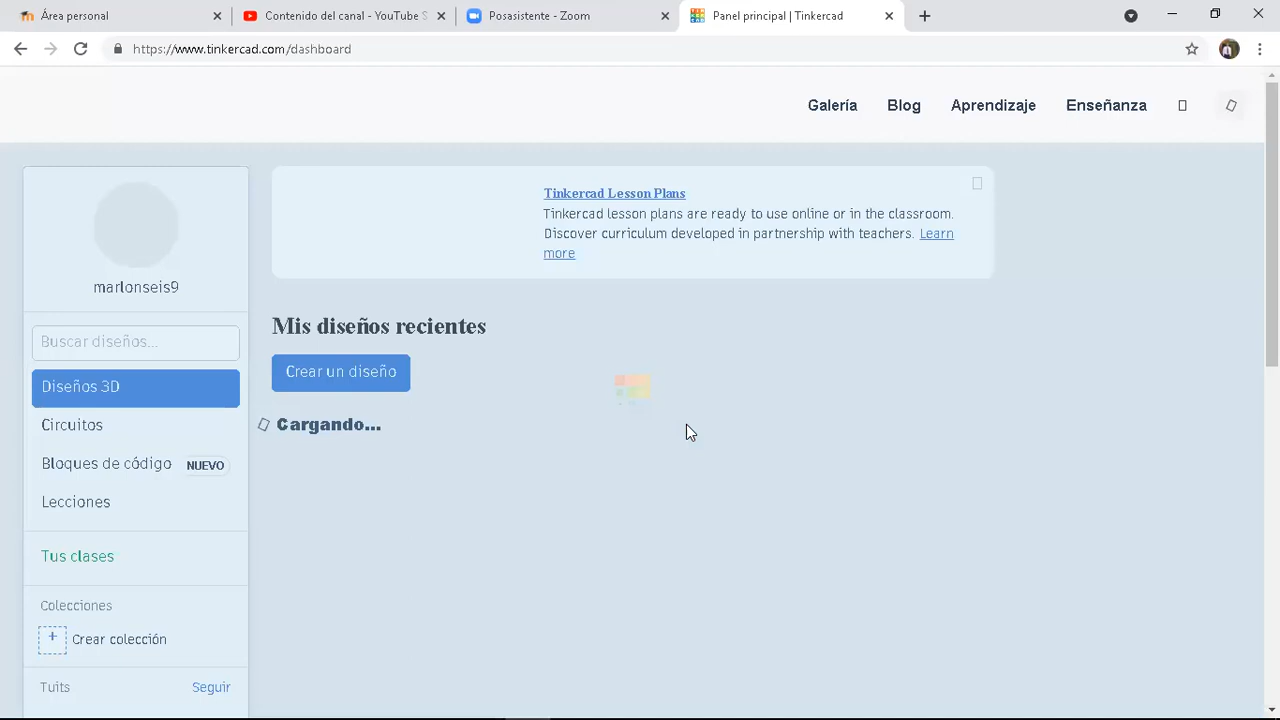 Área personal
Contenido del canal - YouTube S
Posasistente - Zoom
Panel principal | Tinkercad
https://www.tinkercad.com/dashboard
Galería
Blog
Aprendizaje
Enseñanza
Tinkercad Lesson Plans
Tinkercad lesson plans are ready to use online or in the classroom.
Discover curriculum developed in partnership with teachers. Learn
more
marlonseis9
Mis diseños recientes
Buscar diseños...
Crear un diseño
Diseños 3D
Circuitos
Cargando...
Bloques de código NUEVO
Lecciones
Tus clases
Colecciones
+ Crear colección
Tuits
Seguir